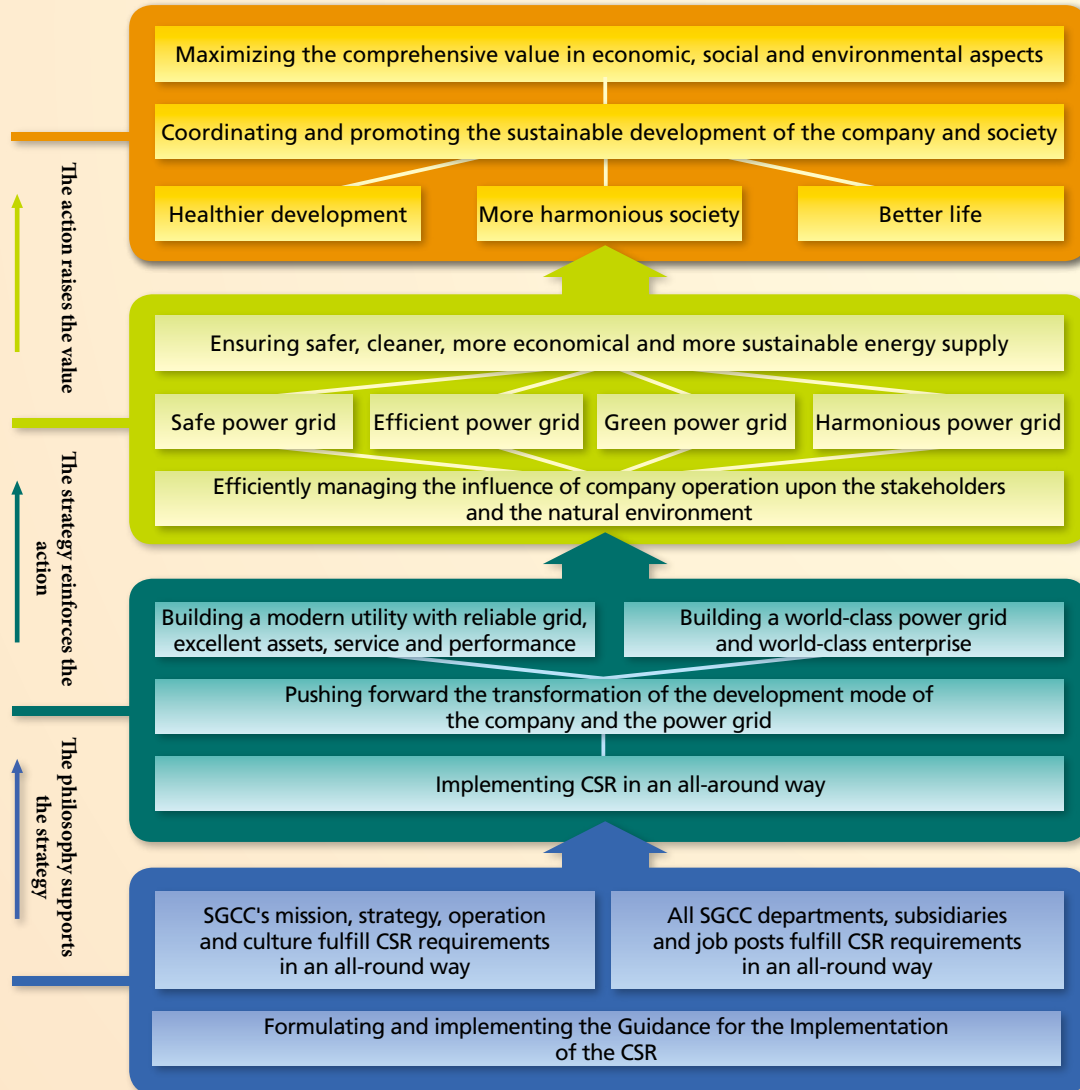 Maximizing the comprehensive value in economic, social and environmental aspects
Coordinating and promoting the sustainable development of the company and society
Healthier development
More harmonious society
Better life
The action raises the value
Ensuring safer, cleaner, more economical and more sustainable energy supply
Safe power grid
Efficient power grid
Green power grid
Harmonious power grid
Efficiently managing the influence of company operation upon the stakeholders
and the natural environment
The strategy reinforces the
action
Building a modern utility with reliable grid,
excellent assets, service and performance
Building a world-class power grid
and world-class enterprise
Pushing forward the transformation of the development mode of
the company and the power grid
Implementing CSR in an all-around way
The philosophy supports
the strategy
SGCC's mission, strategy, operation
and culture fulfill CSR requirements
in an all-round way
All SGCC departments, subsidiaries
and job posts fulfill CSR requirements
in an all-round way
Formulating and implementing the Guidance for the Implementation
of the CSR